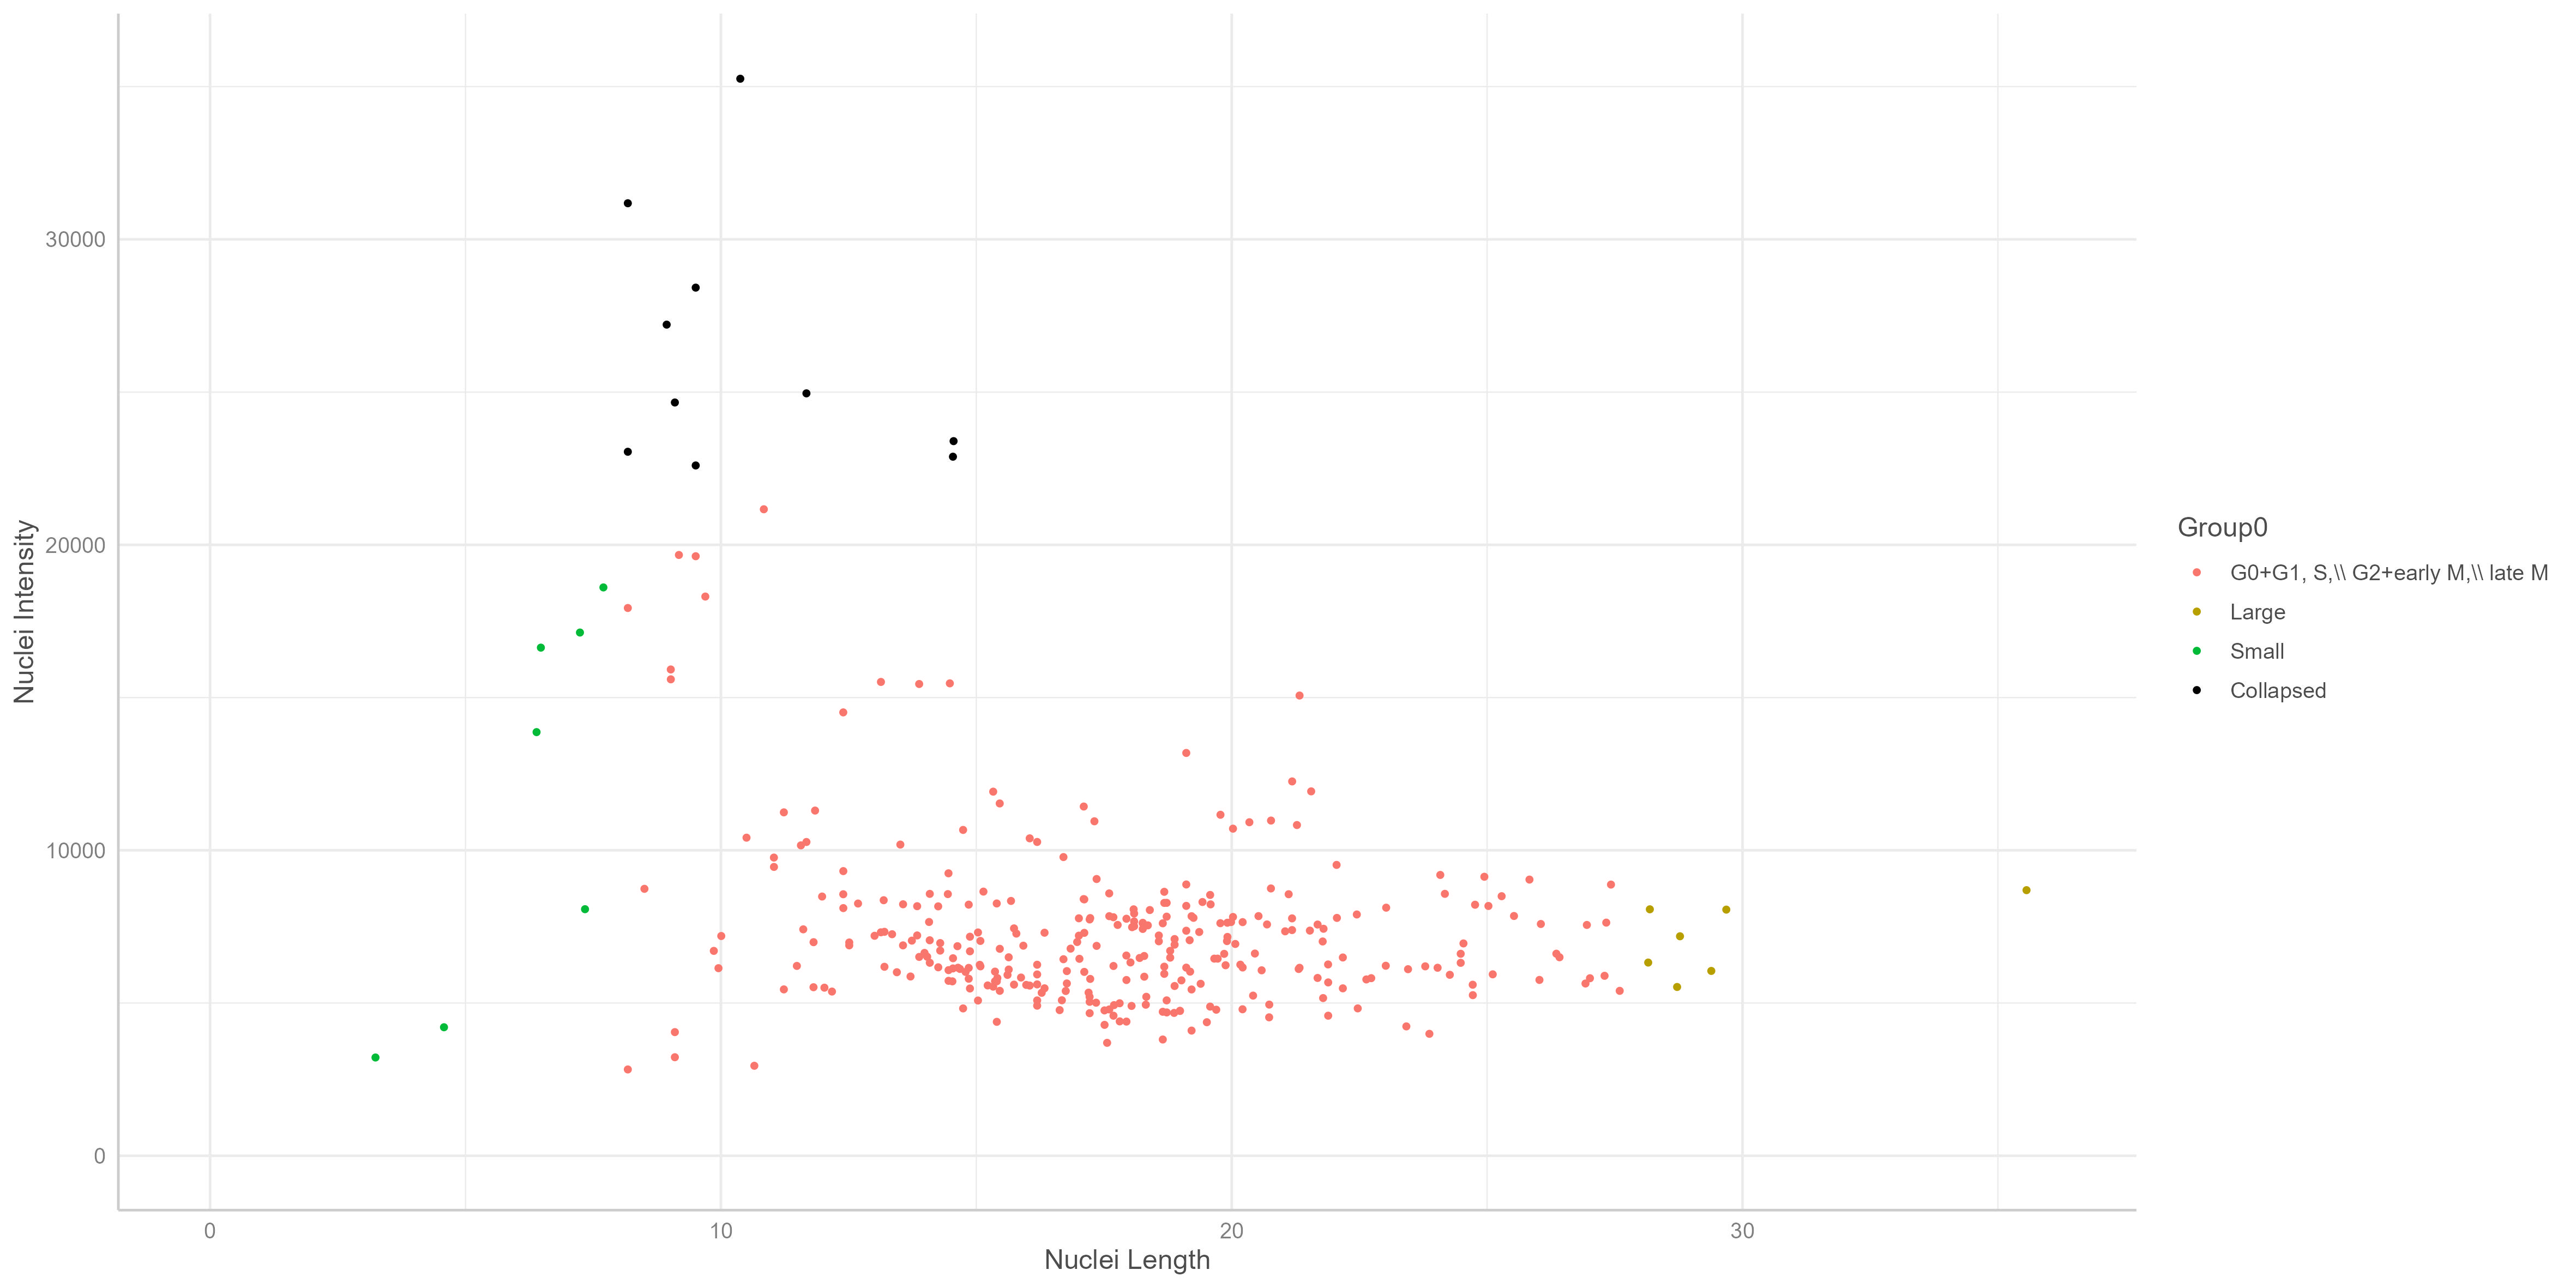 30000
20000
10000
0
Nuclei Intensity
0 10 20 30
Nuclei Length
Group0
G0+G1, S,\\ G2+early M,\\ late M
Large
Small
Collapsed